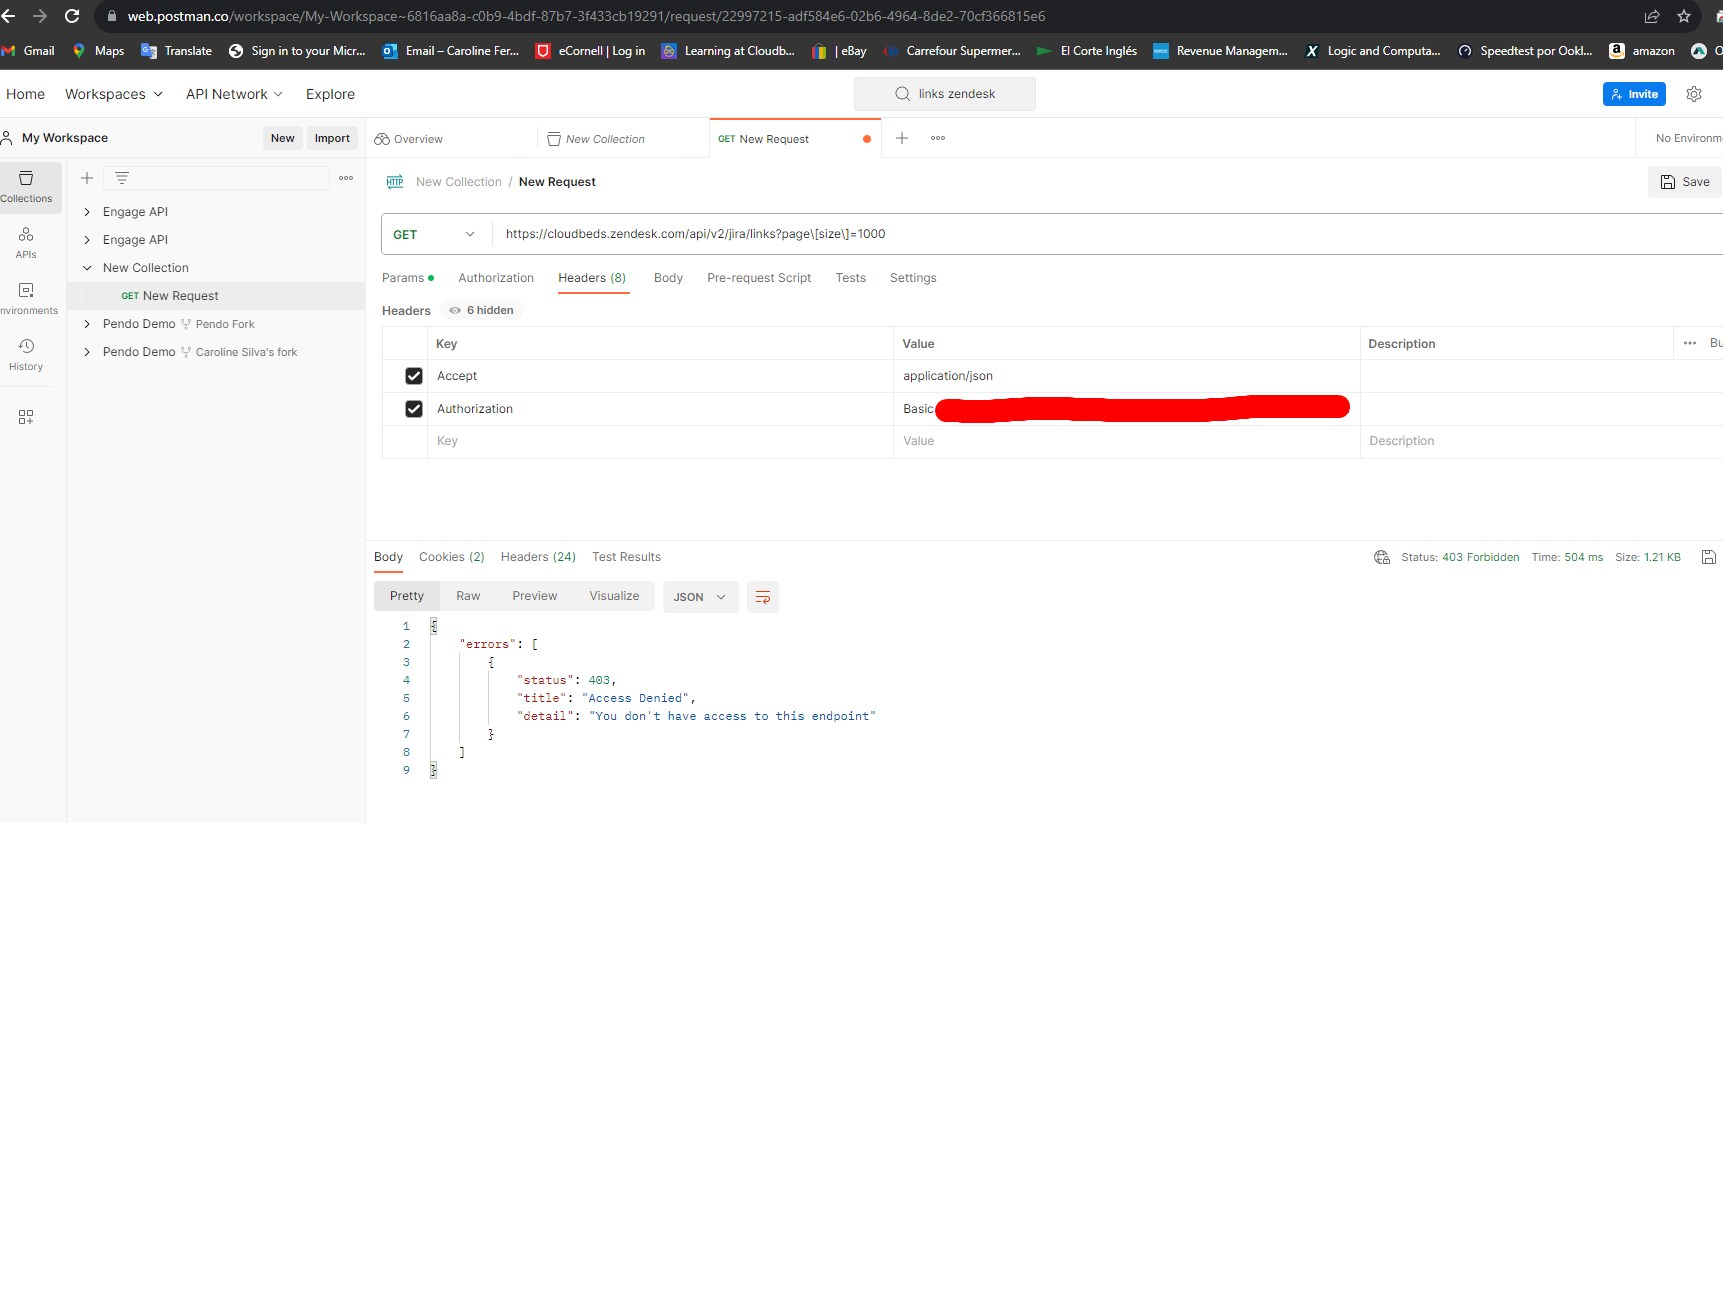 web.postman.co/workspace/My-Workspace~6816aa8a-c0b9-4bdf-87b7-3f433cb19291/request/22997215-adf584e6-02b6-4964-8de2-70cf366815e6
Gmail Maps Translate Sign in to your Micr... Email – Caroline Fer... eCornell | Log in Learning at Cloudb... | eBay Carrefour Supermer... El Corte Inglés Revenue Managem... Logic and Computa... Speedtest por Ookl... amazon
Home Workspaces API Network Explore links zendesk Invite
My Workspace New Import Overview New Collection GET New Request No Environm
Collections
New Collection / New Request Save
Engage API
GET https://cloudbeds.zendesk.com/api/v2/jira/links?page\[size\]=1000
APIs
Engage API
New Collection
Params Authorization Headers (8) Body Pre-request Script Tests Settings
GET New Request
nvironments
Headers 6 hidden
Pendo Demo Pendo Fork
Key Value Description Bu
Pendo Demo Caroline Silva's fork
History
Accept application/json
Authorization Basic
Key Value Description
Body Cookies (2) Headers (24) Test Results Status: 403 Forbidden Time: 504 ms Size: 1.21 KB
Pretty Raw Preview Visualize JSON
1 {
2 "errors": [
3 {
4 "status": 403,
5 "title": "Access Denied",
6 "detail": "You don't have access to this endpoint"
7 }
8 ]
9 }